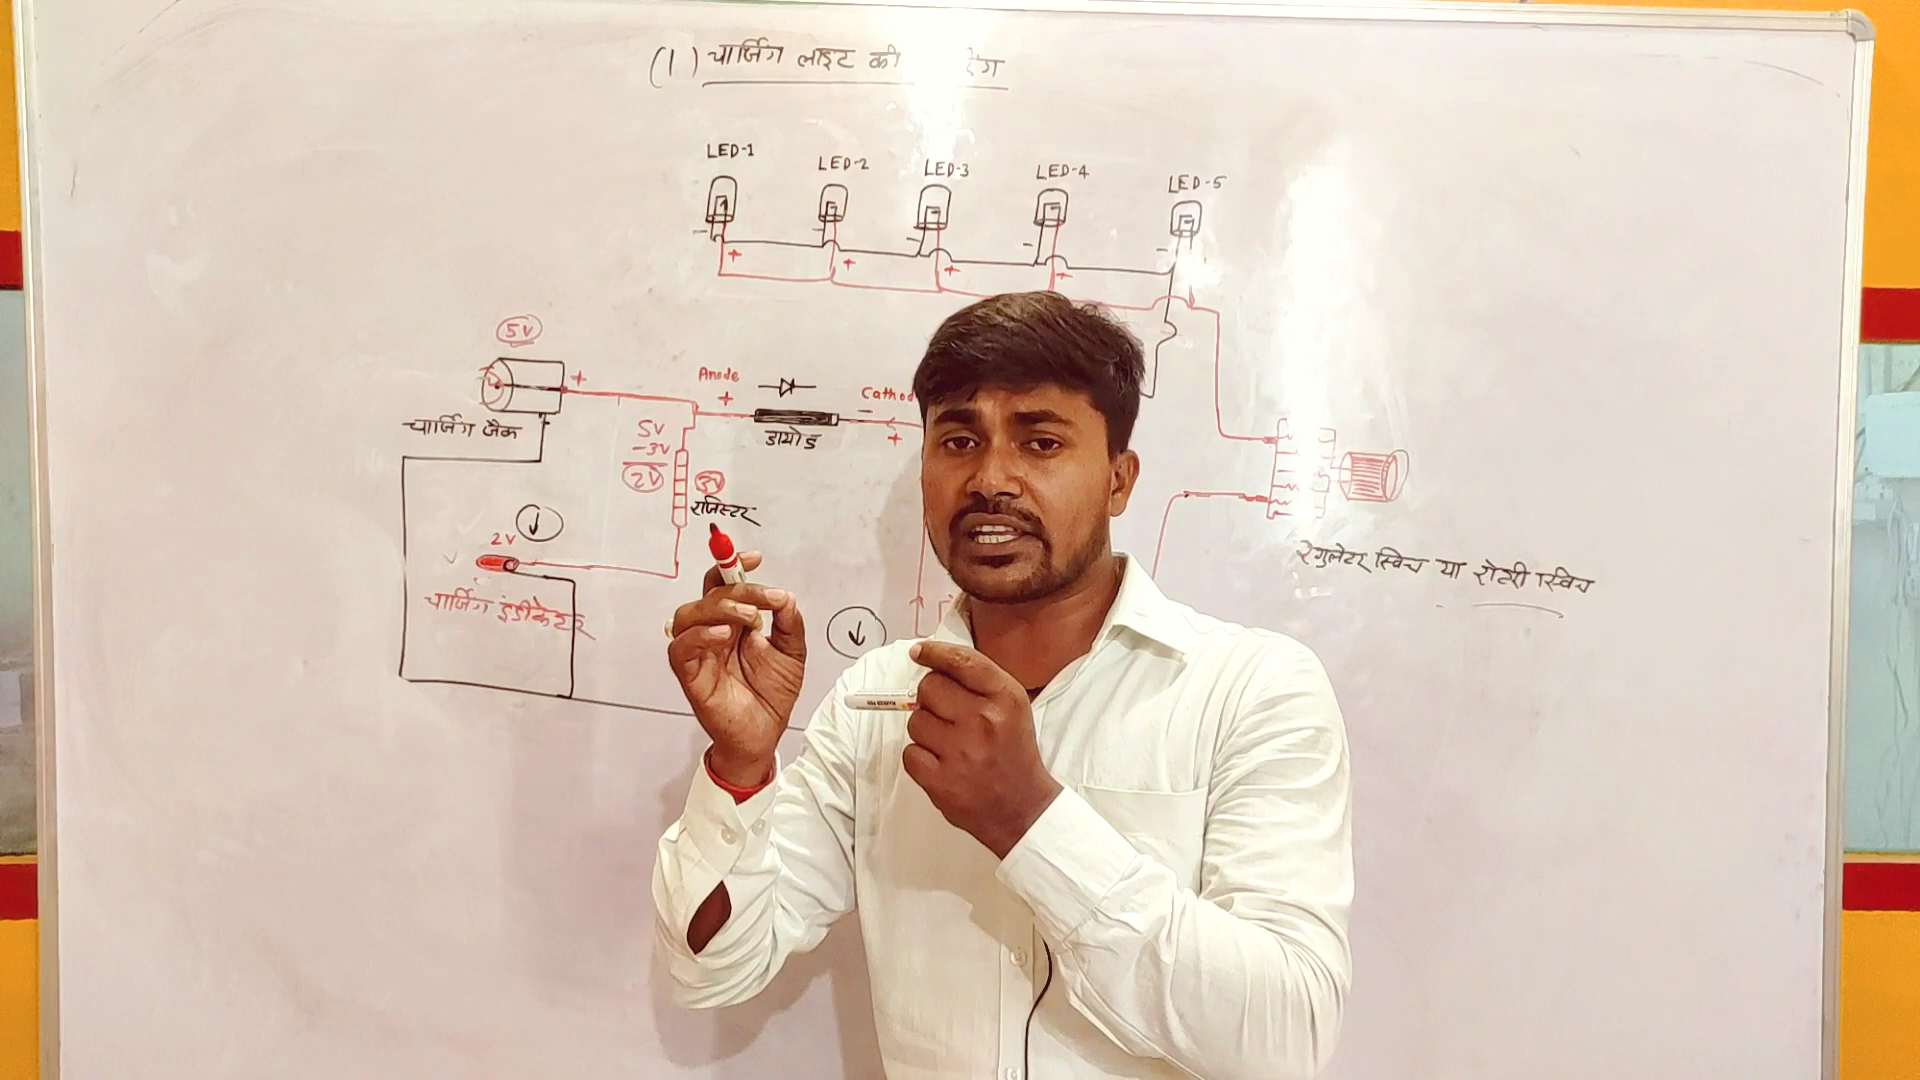 (1) चार्जिंग लाइट की
LED-1
LED-2
LED-3
LED-4
LED-5
5V
+
चार्जिंग जैक
Anode
+
डायोड
Cathod
+
5V
-3V
2V
3V
रजिस्टर
2V
चार्जिंग इंडीकेटर
रेगुलेटर स्विच या रोटरी स्विच